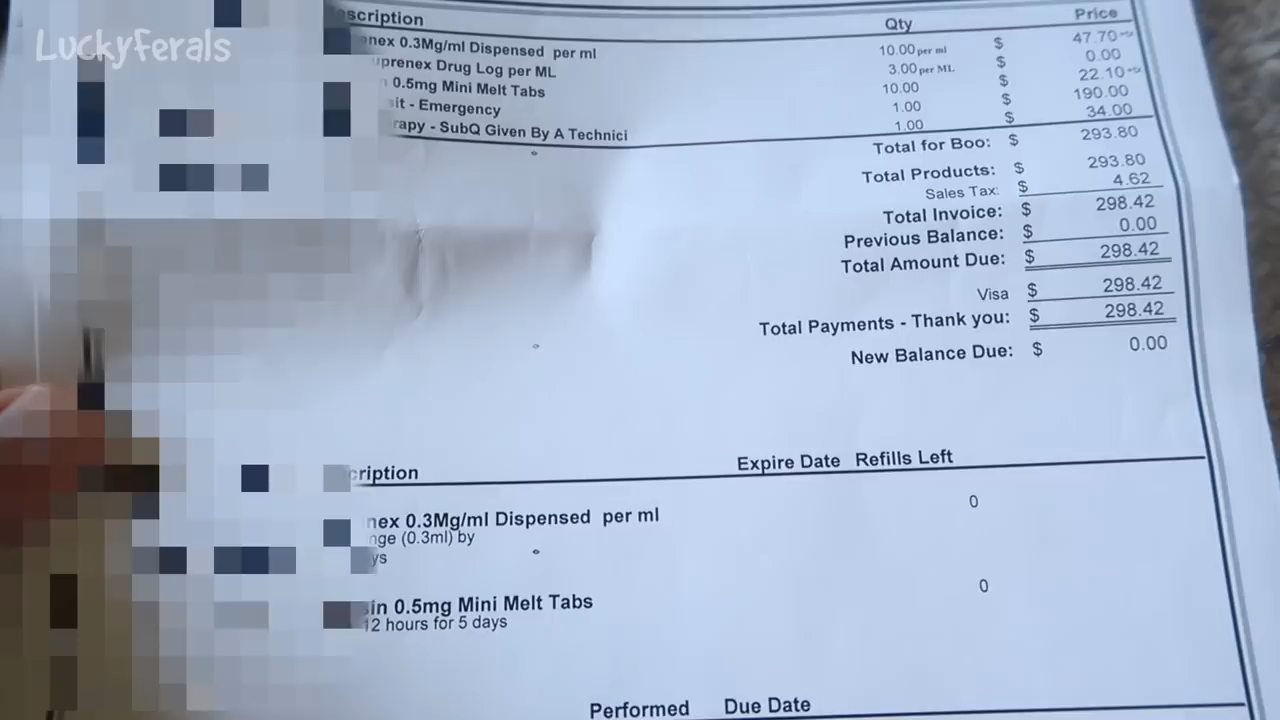 LuckyFerals
scription Qty Price
nex 0.3Mg/ml Dispensed per ml 10.00 per ml $ 47.70
uprenex Drug Log per ML 3.00 per ML $ 0.00
0.5mg Mini Melt Tabs 10.00 $ 22.10
it - Emergency 1.00 $ 190.00
rapy - SubQ Given By A Technici 1.00 $ 34.00
Total for Boo: $ 293.80
Total Products: $ 293.80
Sales Tax: $ 4.62
Total Invoice: $ 298.42
Previous Balance: $ 0.00
Total Amount Due: $ 298.42
Visa $ 298.42
Total Payments - Thank you: $ 298.42
New Balance Due: $ 0.00
cription Expire Date Refills Left
nex 0.3Mg/ml Dispensed per ml 0
nge (0.3ml) by
ys
sin 0.5mg Mini Melt Tabs 0
12 hours for 5 days
Performed Due Date